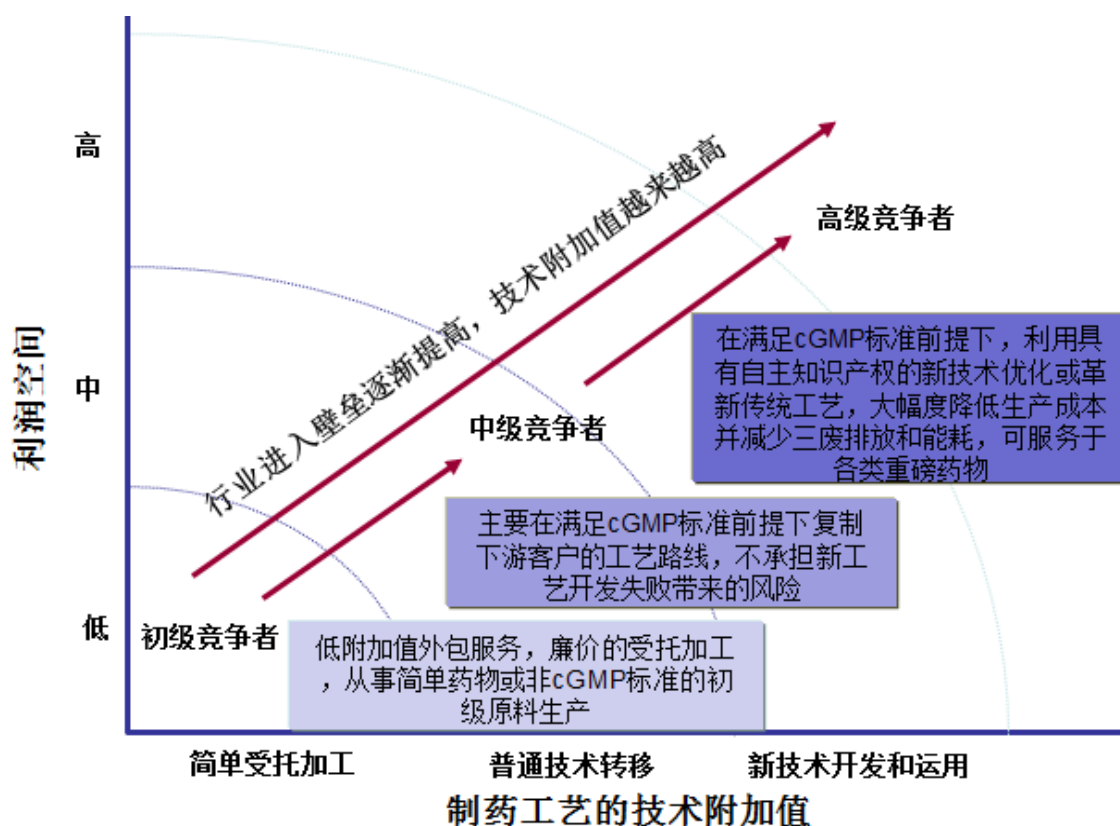 高
行业进入壁垒逐渐提高，技术附加值越来越高
高级竞争者
在满足cGMP标准前提下，利用具
有自主知识产权的新技术优化或革
新传统工艺，大幅度降低生产成本
并减少三废排放和能耗，可服务于
各类重磅药物
利润空间
中
中级竞争者
主要在满足cGMP标准前提下复制
下游客户的工艺路线，不承担新工
艺开发失败带来的风险
低
初级竞争者
低附加值外包服务，廉价的受托加工
，从事简单药物或非cGMP标准的初
级原料生产
简单受托加工
普通技术转移
新技术开发和运用
制药工艺的技术附加值